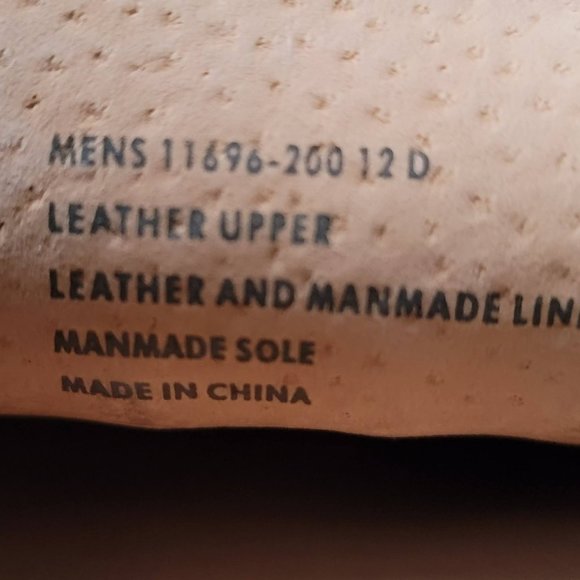 MENS 11696-200 12 D
LEATHER UPPER
LEATHER AND MANMADE LIN
MANMADE SOLE
MADE IN CHINA